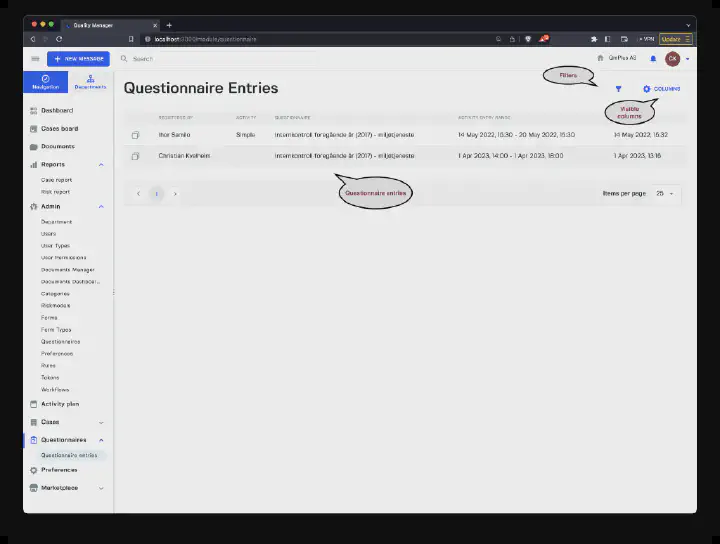 Quality Manager
localhost:3000/module/questionnaire
VPN
Update
NEW MESSAGE
Search
QmPlus AS
CK
Navigation
Departments
Questionnaire Entries
Filters
COLUMNS
Visible
columns
REGISTERED BY
ACTIVITY
QUESTIONNAIRE
ACTIVITY ENTRY RANGE
Ihor Samilo
Simple
Internkontroll foregående år (2017) - miljøtjeneste
14 May 2022, 15:30 - 20 May 2022, 15:30
14 May 2022, 15:32
Christian Kvalheim
Internkontroll foregående år (2017) - miljøtjeneste
1 Apr 2023, 14:00 - 1 Apr 2023, 15:00
1 Apr 2023, 13:16
Questionnaire entries
1
Items per page
25
Dashboard
Cases board
Documents
Reports
Case report
Risk report
Admin
Department
Users
User Types
User Permissions
Documents Manager
Documents Dashboar...
Categories
Riskmodels
Forms
Form Types
Questionnaires
Preferences
Rules
Tokens
Workflows
Activity plan
Cases
Questionnaires
Questionnaire entries
Preferences
Marketplace